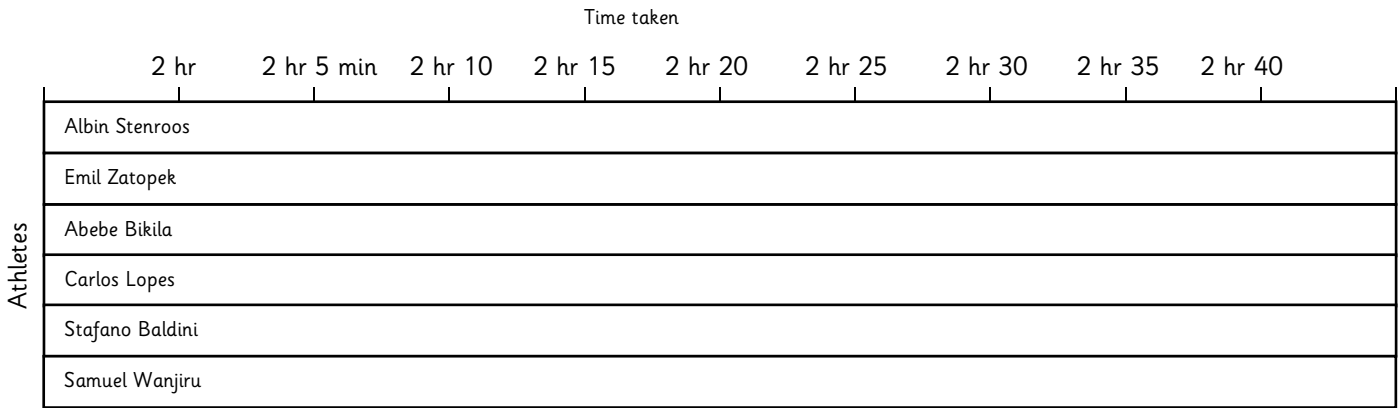 Time taken
2 hr 2 hr 5 min 2 hr 10 2 hr 15 2 hr 20 2 hr 25 2 hr 30 2 hr 35 2 hr 40
Athletes
Albin Stenroos
Emil Zatopek
Abebe Bikila
Carlos Lopes
Stafano Baldini
Samuel Wanjiru